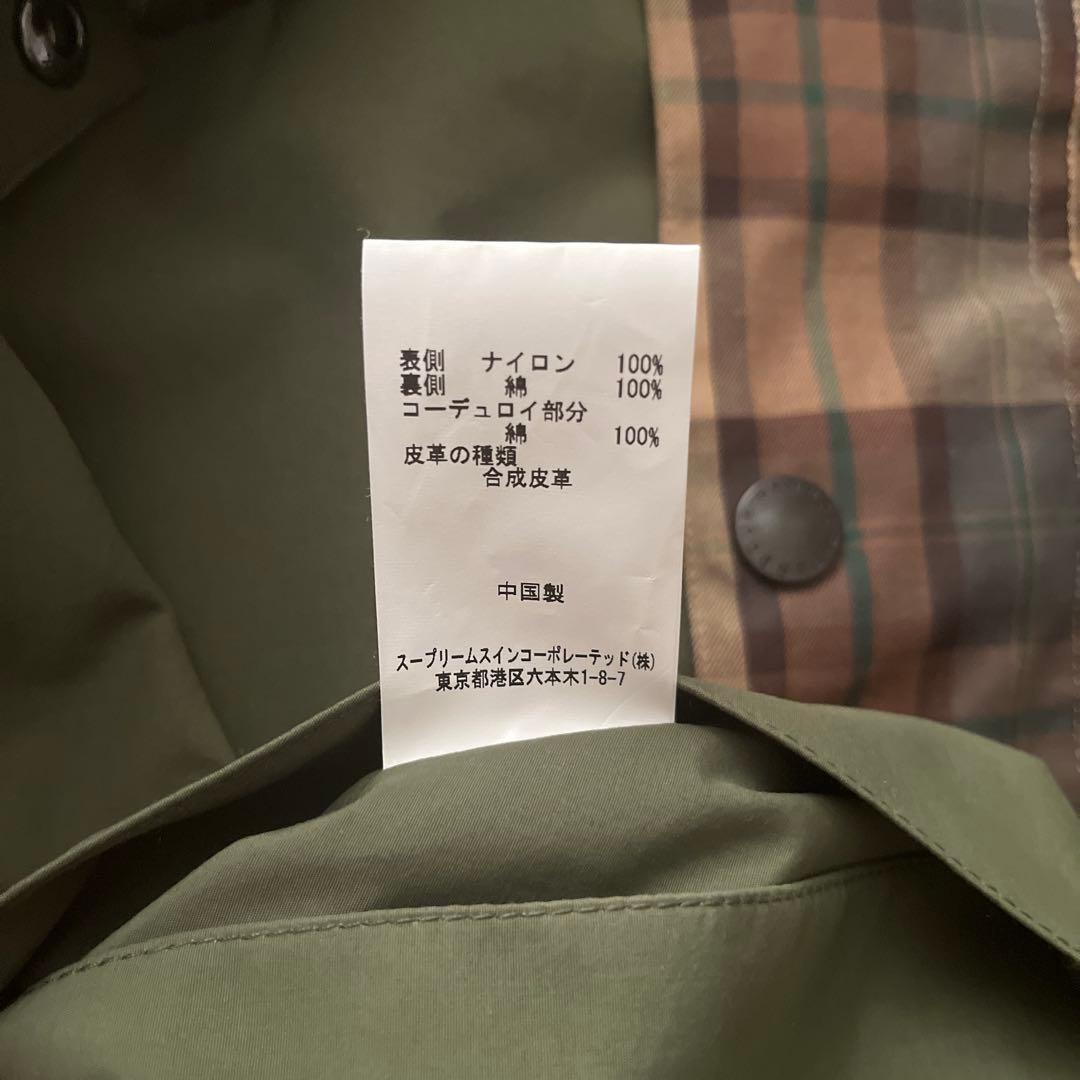 表側 ナイロン 100%
裏側 綿 100%
コーデュロイ部分
綿 100%
皮革の種類
合成皮革
中国製
スープリームスインコーポレーテッド(株)
東京都港区六本木1-8-7